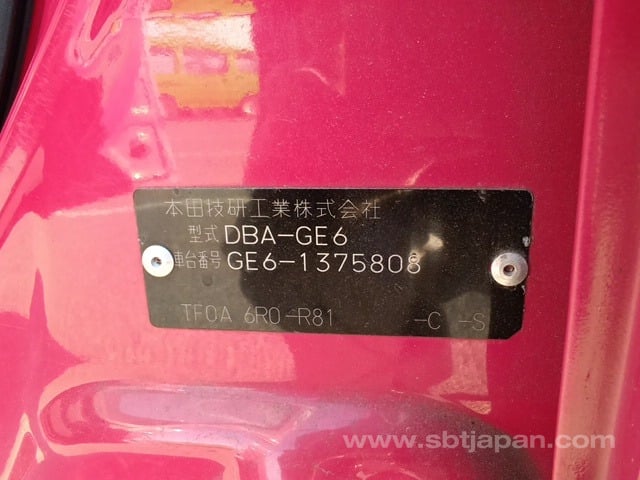 本田技研工業株式会社
型式 DBA-GE6
車台番号 GE6-1375808
TF0A 6R0-R81 -C -S
www.sbtjapan.com